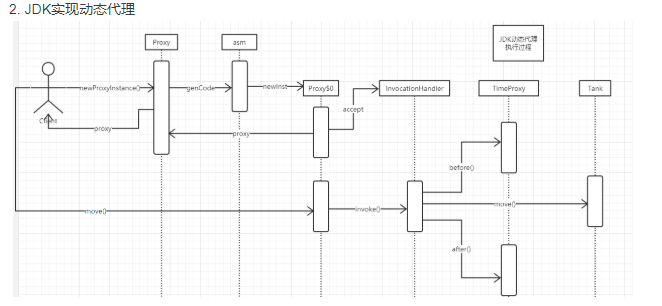 2. JDK实现动态代理
JDK动态代理
执行过程
Proxy
asm
Proxy$0
InvocationHandler
TimeProxy
Tank
newProxyInstance()
genCode
newInst
accept
Client
proxy
proxy
before()
move()
invoke()
move()
after()